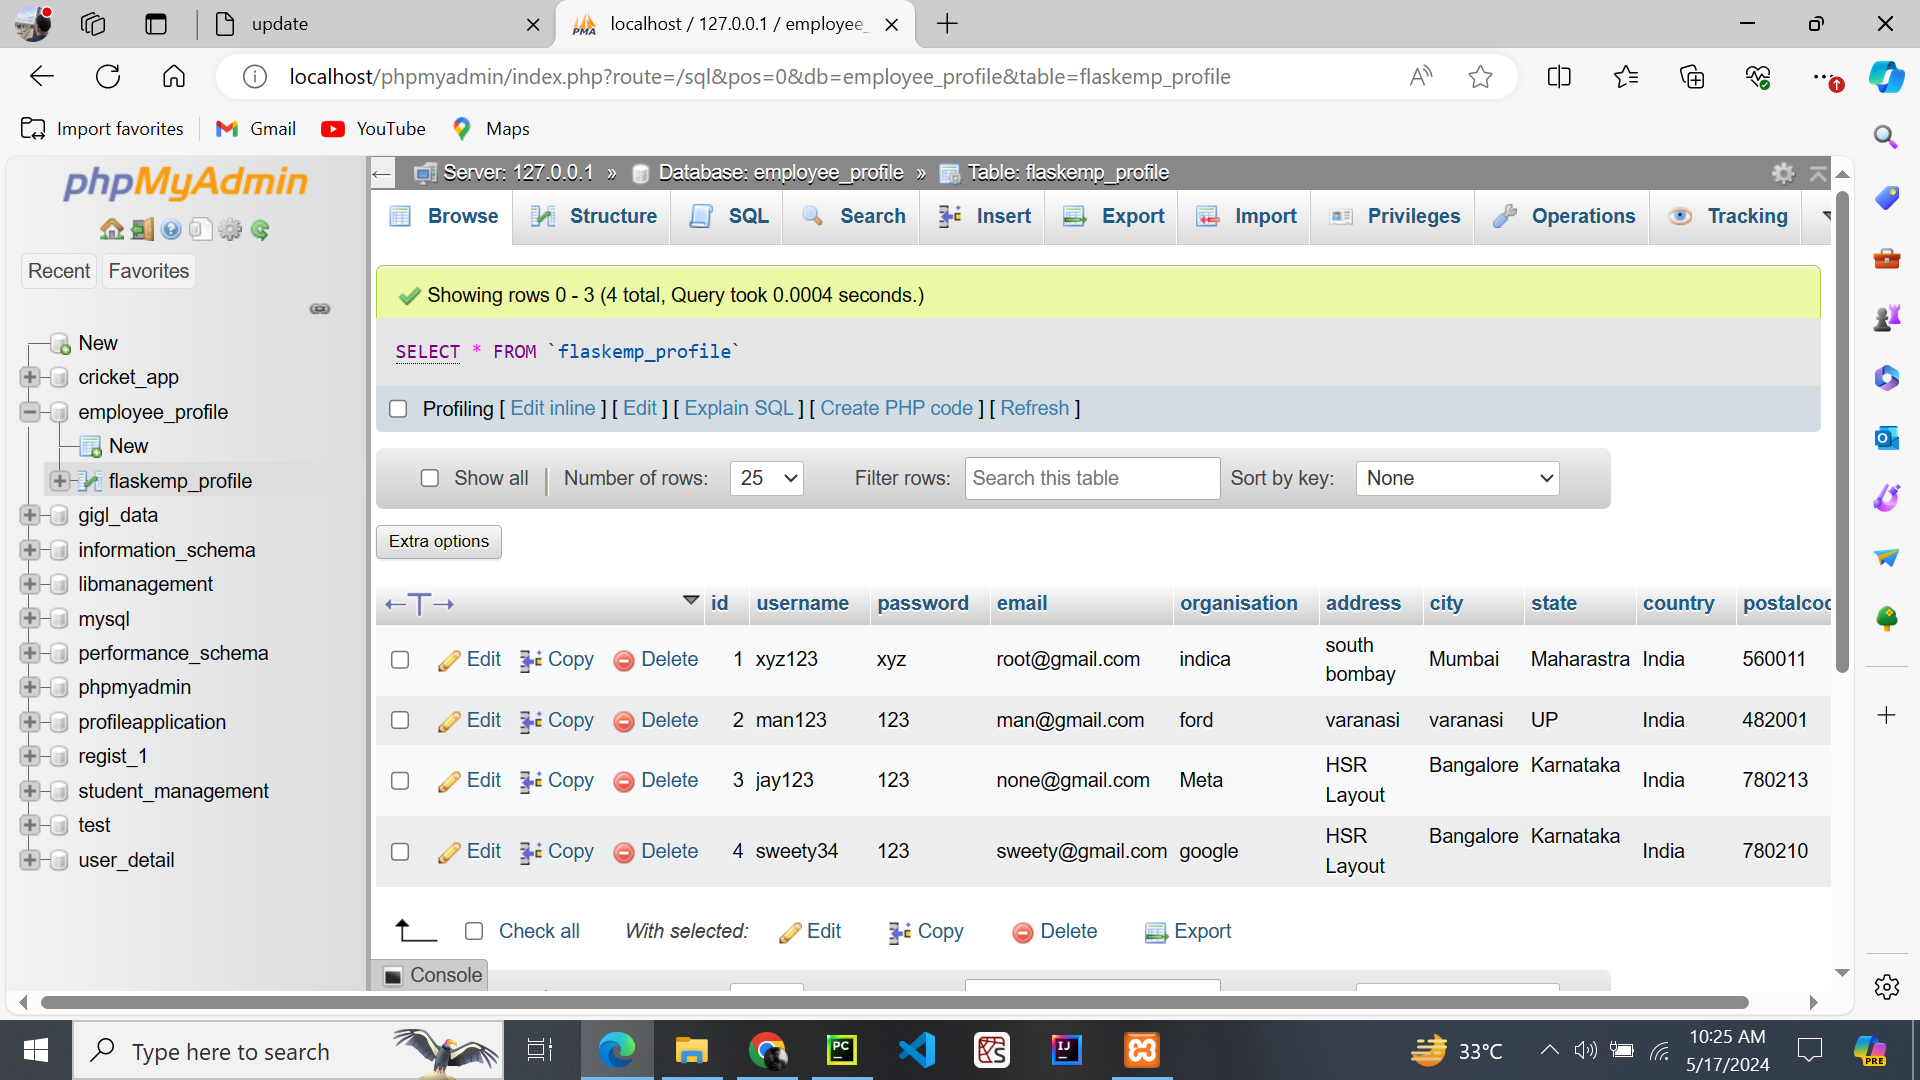 update
localhost / 127.0.0.1 / employee_
localhost/phpmyadmin/index.php?route=/sql&pos=0&db=employee_profile&table=flaskemp_profile
Import favorites
Gmail
YouTube
Maps
phpMyAdmin
Recent
Favorites
New
cricket_app
employee_profile
New
flaskemp_profile
gigl_data
information_schema
libmanagement
mysql
performance_schema
phpmyadmin
profileapplication
regist_1
student_management
test
user_detail
Server: 127.0.0.1 » Database: employee_profile » Table: flaskemp_profile
Browse Structure SQL Search Insert Export Import Privileges Operations Tracking
Showing rows 0 - 3 (4 total, Query took 0.0004 seconds.)
SELECT * FROM `flaskemp_profile`
Profiling [ Edit inline ] [ Edit ] [ Explain SQL ] [ Create PHP code ] [ Refresh ]
Show all Number of rows: 25 Filter rows: Search this table Sort by key: None
Extra options
id username password email organisation address city state country postalcod
Edit Copy Delete 1 xyz123 xyz root@gmail.com indica south bombay Mumbai Maharastra India 560011
Edit Copy Delete 2 man123 123 man@gmail.com ford varanasi varanasi UP India 482001
Edit Copy Delete 3 jay123 123 none@gmail.com Meta HSR Layout Bangalore Karnataka India 780213
Edit Copy Delete 4 sweety34 123 sweety@gmail.com google HSR Layout Bangalore Karnataka India 780210
Check all With selected: Edit Copy Delete Export
Console
Type here to search
33°C
10:25 AM
5/17/2024